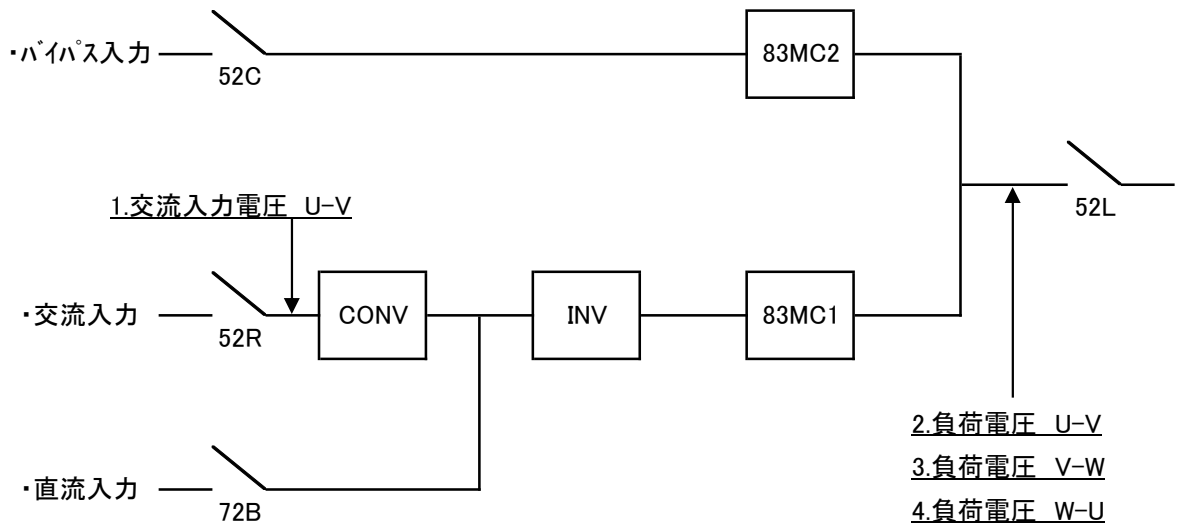 ・ﾊﾞｲﾊﾟｽ入力
52C
83MC2
1.交流入力電圧　U-V
52L
・交流入力
52R
CONV
INV
83MC1
2.負荷電圧　U-V
3.負荷電圧　V-W
4.負荷電圧　W-U
・直流入力
72B